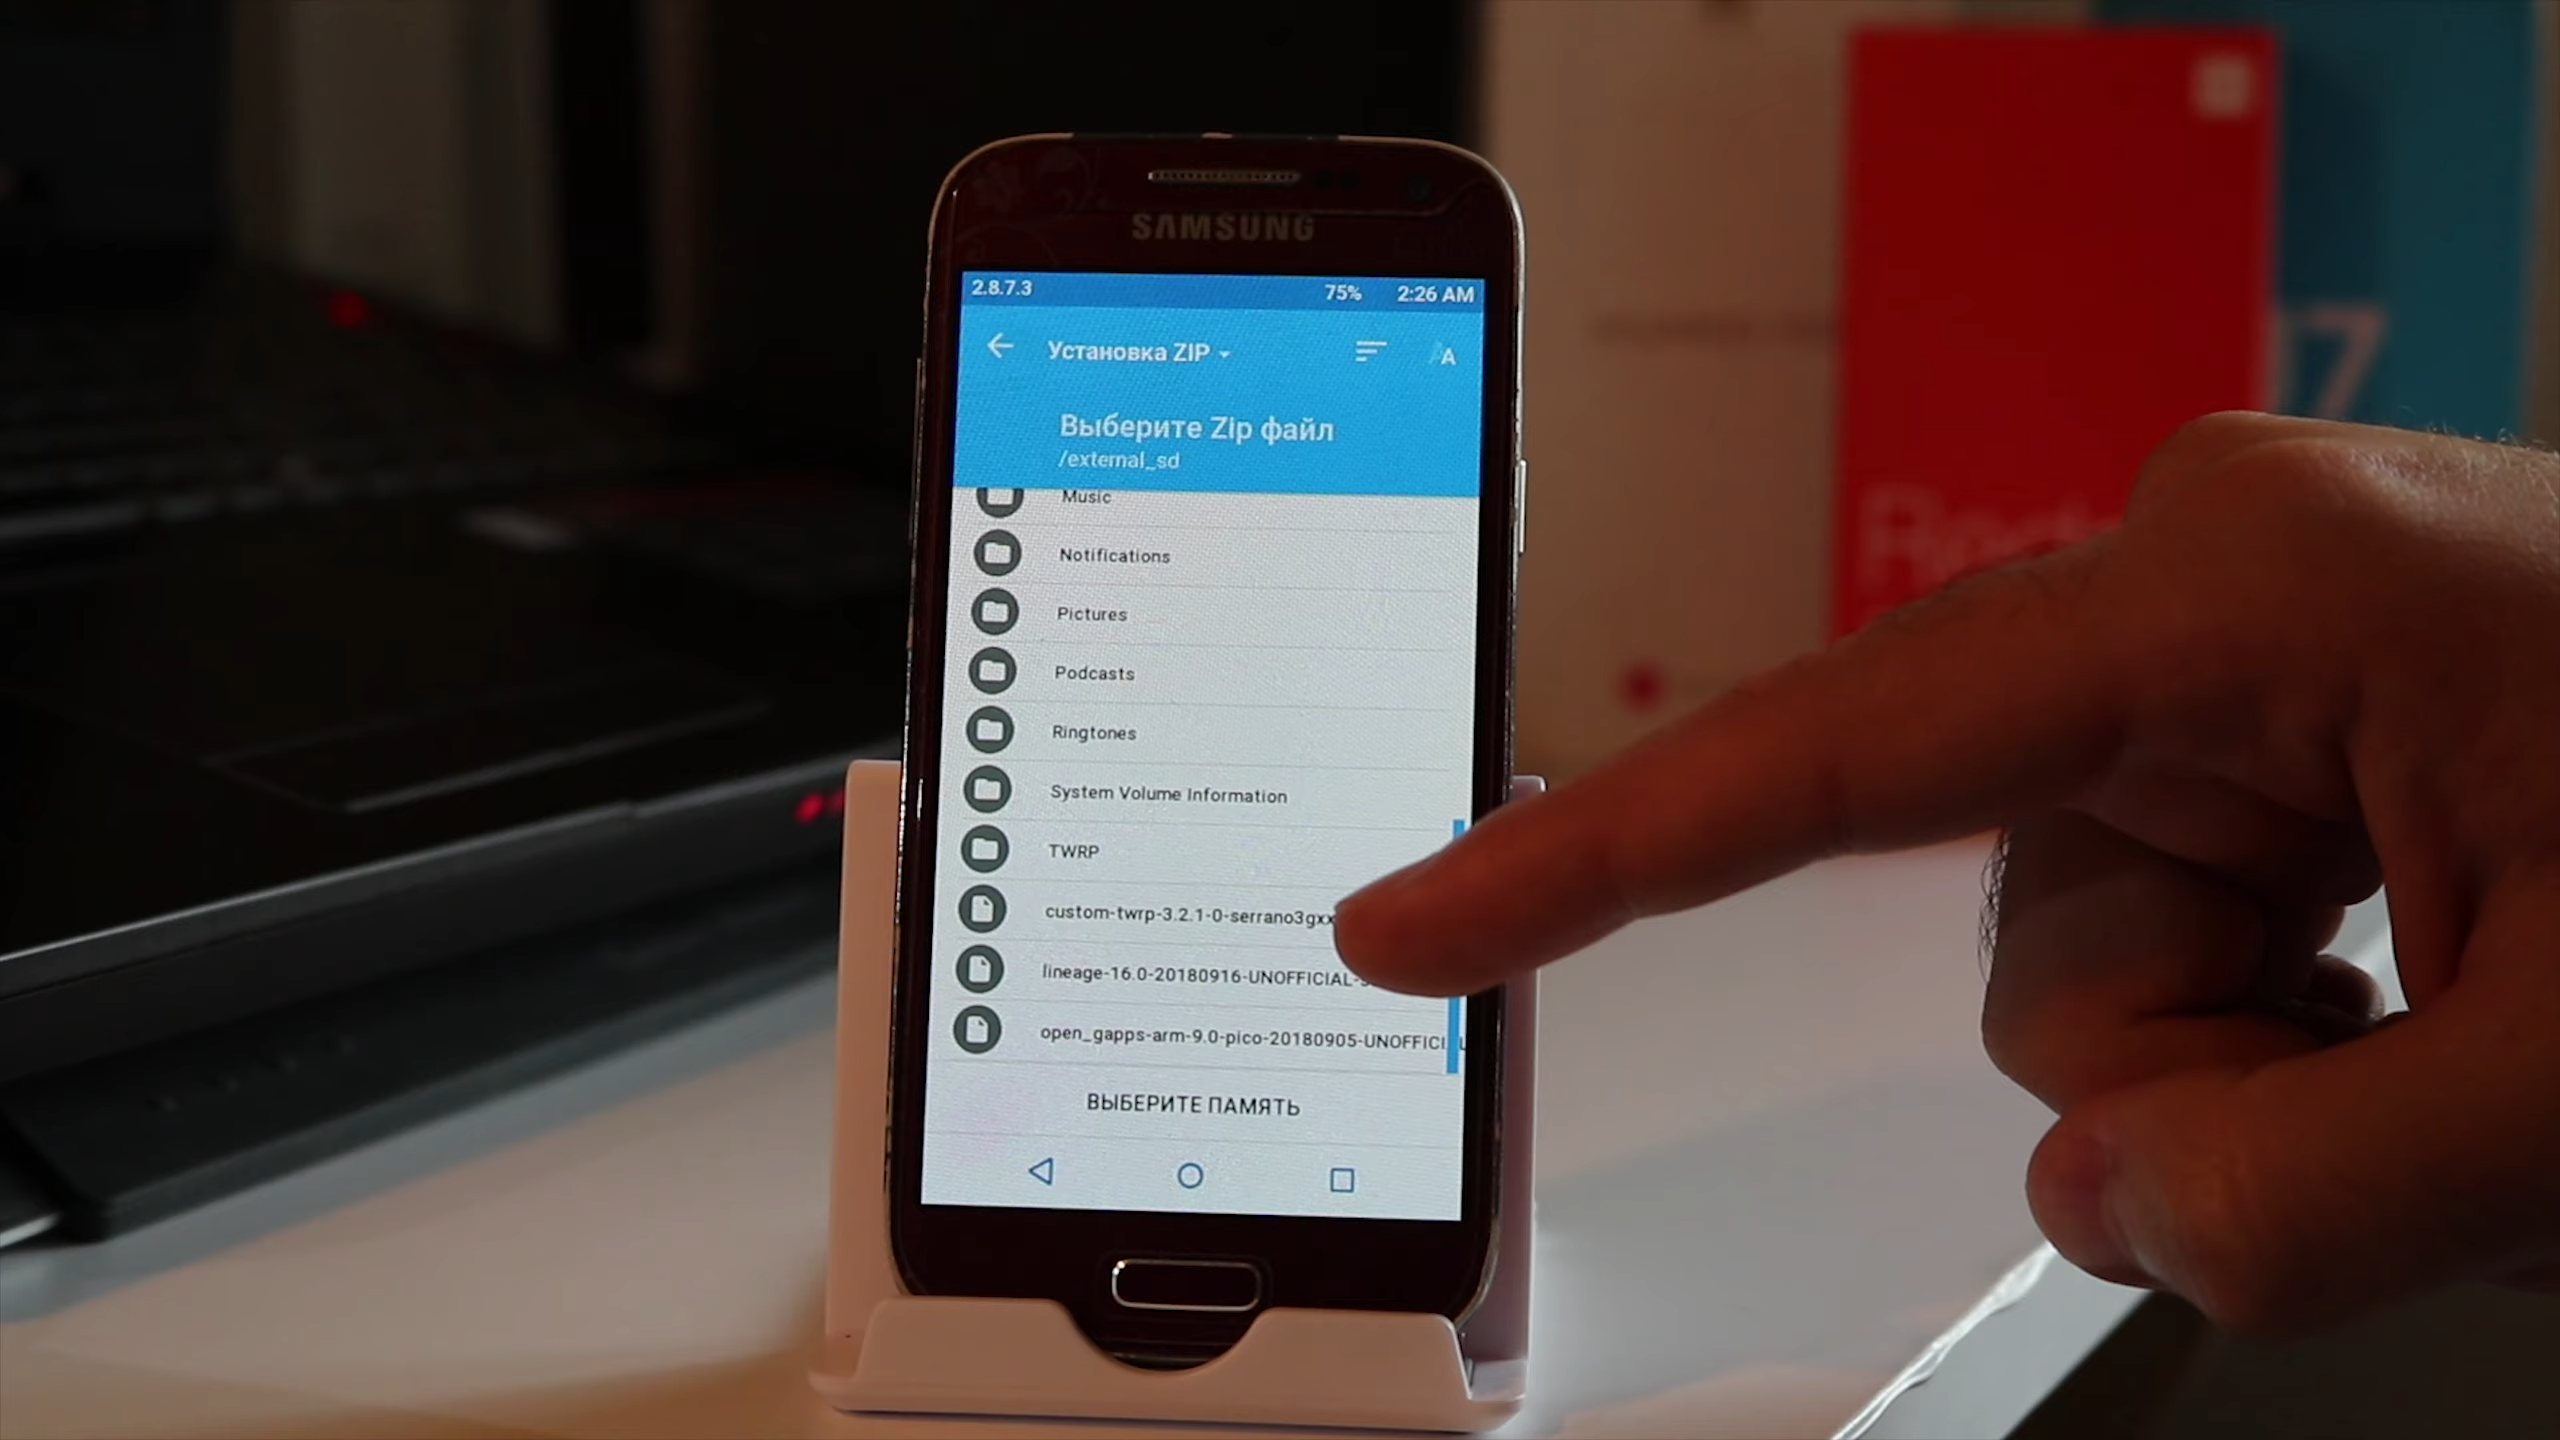 SAMSUNG
2.8.7.3 75% 2:26 AM
Установка ZIP
Выберите Zip файл
/external_sd
Music
Notifications
Pictures
Podcasts
Ringtones
System Volume Information
TWRP
custom-twrp-3.2.1-0-serrano3gxx
lineage-16.0-20180916-UNOFFICIAL-
open_gapps-arm-9.0-pico-20180905-UNOFFICI
ВЫБЕРИТЕ ПАМЯТЬ